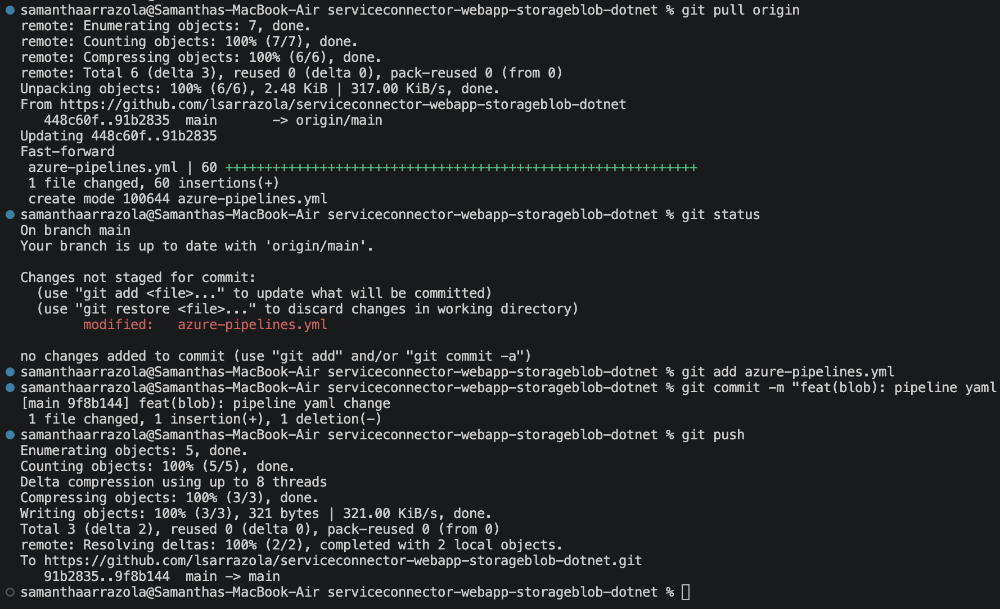 samanthaarrazola@Samanthas-MacBook-Air serviceconnector-webapp-storageblob-dotnet % git pull origin
remote: Enumerating objects: 7, done.
remote: Counting objects: 100% (7/7), done.
remote: Compressing objects: 100% (6/6), done.
remote: Total 6 (delta 3), reused 0 (delta 0), pack-reused 0 (from 0)
Unpacking objects: 100% (6/6), 2.48 KiB | 317.00 KiB/s, done.
From https://github.com/lsarrazola/serviceconnector-webapp-storageblob-dotnet
   448c60f..91b2835  main       -> origin/main
Updating 448c60f..91b2835
Fast-forward
 azure-pipelines.yml | 60 ++++++++++++++++++++++++++++++++++++++++++++++++++++++++++++
 1 file changed, 60 insertions(+)
 create mode 100644 azure-pipelines.yml
samanthaarrazola@Samanthas-MacBook-Air serviceconnector-webapp-storageblob-dotnet % git status
On branch main
Your branch is up to date with 'origin/main'.

Changes not staged for commit:
  (use "git add <file>..." to update what will be committed)
  (use "git restore <file>..." to discard changes in working directory)
        modified:   azure-pipelines.yml

no changes added to commit (use "git add" and/or "git commit -a")
samanthaarrazola@Samanthas-MacBook-Air serviceconnector-webapp-storageblob-dotnet % git add azure-pipelines.yml
samanthaarrazola@Samanthas-MacBook-Air serviceconnector-webapp-storageblob-dotnet % git commit -m "feat(blob): pipeline yaml
[main 9f8b144] feat(blob): pipeline yaml change
 1 file changed, 1 insertion(+), 1 deletion(-)
samanthaarrazola@Samanthas-MacBook-Air serviceconnector-webapp-storageblob-dotnet % git push
Enumerating objects: 5, done.
Counting objects: 100% (5/5), done.
Delta compression using up to 8 threads
Compressing objects: 100% (3/3), done.
Writing objects: 100% (3/3), 321 bytes | 321.00 KiB/s, done.
Total 3 (delta 2), reused 0 (delta 0), pack-reused 0 (from 0)
remote: Resolving deltas: 100% (2/2), completed with 2 local objects.
To https://github.com/lsarrazola/serviceconnector-webapp-storageblob-dotnet.git
   91b2835..9f8b144  main -> main
samanthaarrazola@Samanthas-MacBook-Air serviceconnector-webapp-storageblob-dotnet %